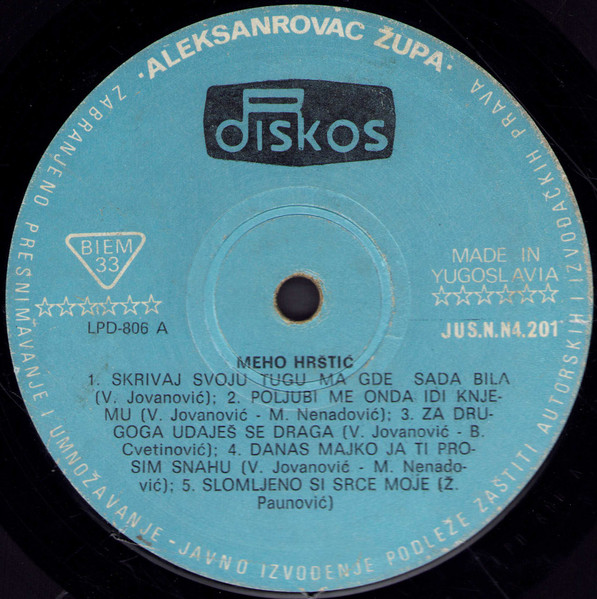 ·ALEKSANROVAC ŽUPA·
ZABRANJENO PRESNIMAVANJE I UMNOŽAVANJE - JAVNO IZVOĐENJE PODLEŽE ZAŠTITI AUTORSKIH I IZVOĐAČKIH PRAVA
diskos
BIEM
33
MADE IN
YUGOSLAVIA
LPD-806 A
JUS.N.N4.201
MEHO HRSTIĆ
1. SKRIVAJ SVOJU TUGU MA GDE SADA BILA
(V. Jovanović); 2. POLJUBI ME ONDA IDI KNJE-
MU (V. Jovanović - M. Nenadović); 3. ZA DRU-
GOGA UDAJEŠ SE DRAGA (V. Jovanović - B.
Cvetinović); 4. DANAS MAJKO JA TI PRO-
SIM SNAHU (V. Jovanović - M. Nenado-
vić); 5. SLOMLJENO SI SRCE MOJE (Ž.
Paunović)